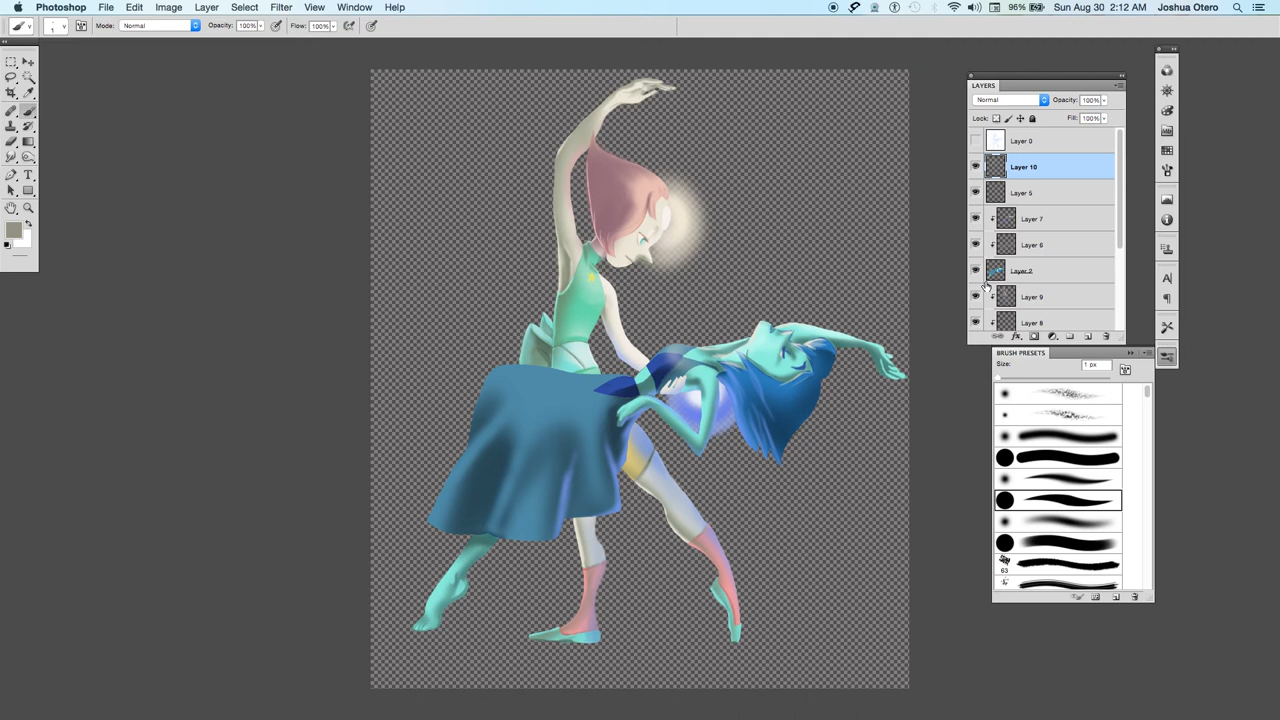 Photoshop File Edit Image Layer Select Filter View Window Help 96% Sun Aug 30 2:12 AM Joshua Otero
1 Mode: Normal Opacity: 100% Flow: 100%
LAYERS
Normal Opacity: 100%
Lock: Fill: 100%
Layer 0
Layer 10
Layer 5
Layer 7
Layer 6
Layer 2
Layer 9
Layer 8
fx
BRUSH PRESETS
Size: 1 px
63
T
A